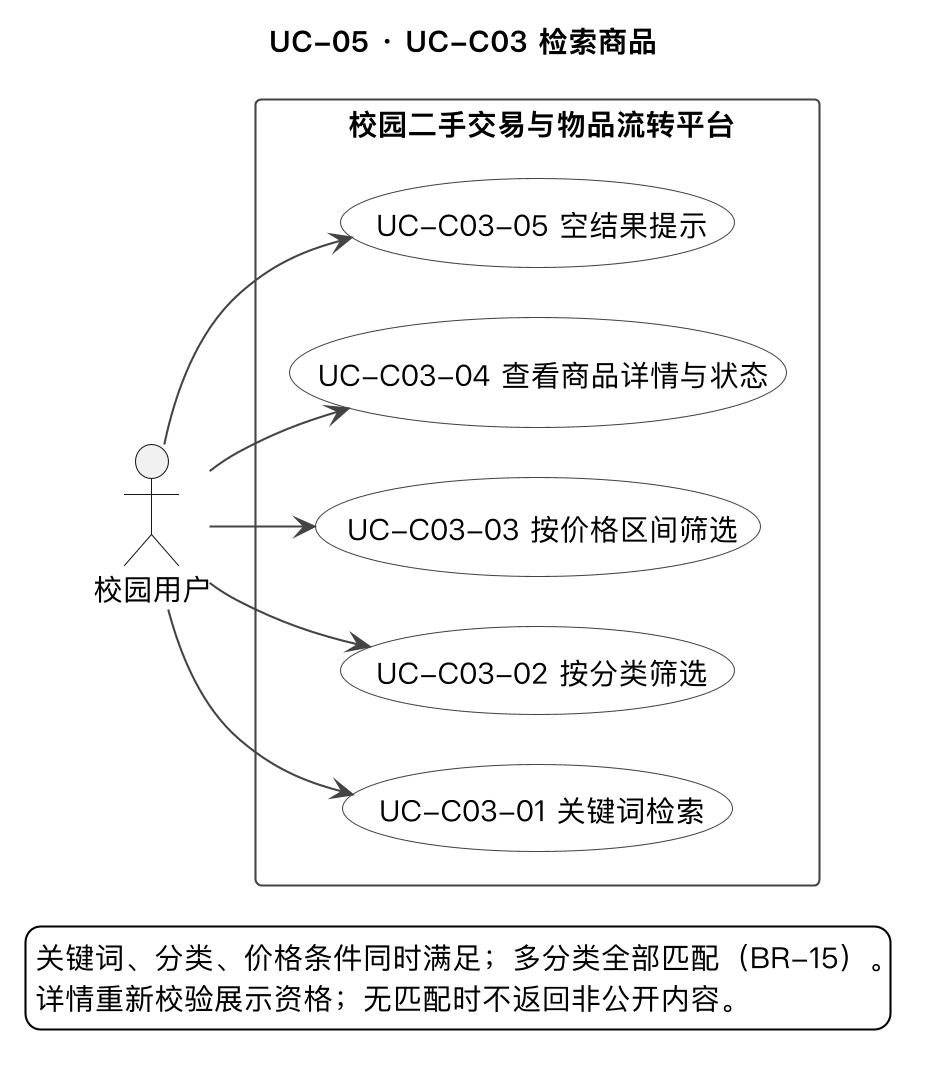 UC-05 · UC-C03 检索商品
校园二手交易与物品流转平台
UC-C03-05 空结果提示
UC-C03-04 查看商品详情与状态
UC-C03-03 按价格区间筛选
校园用户
UC-C03-02 按分类筛选
UC-C03-01 关键词检索
关键词、分类、价格条件同时满足；多分类全部匹配（BR-15）。
详情重新校验展示资格；无匹配时不返回非公开内容。